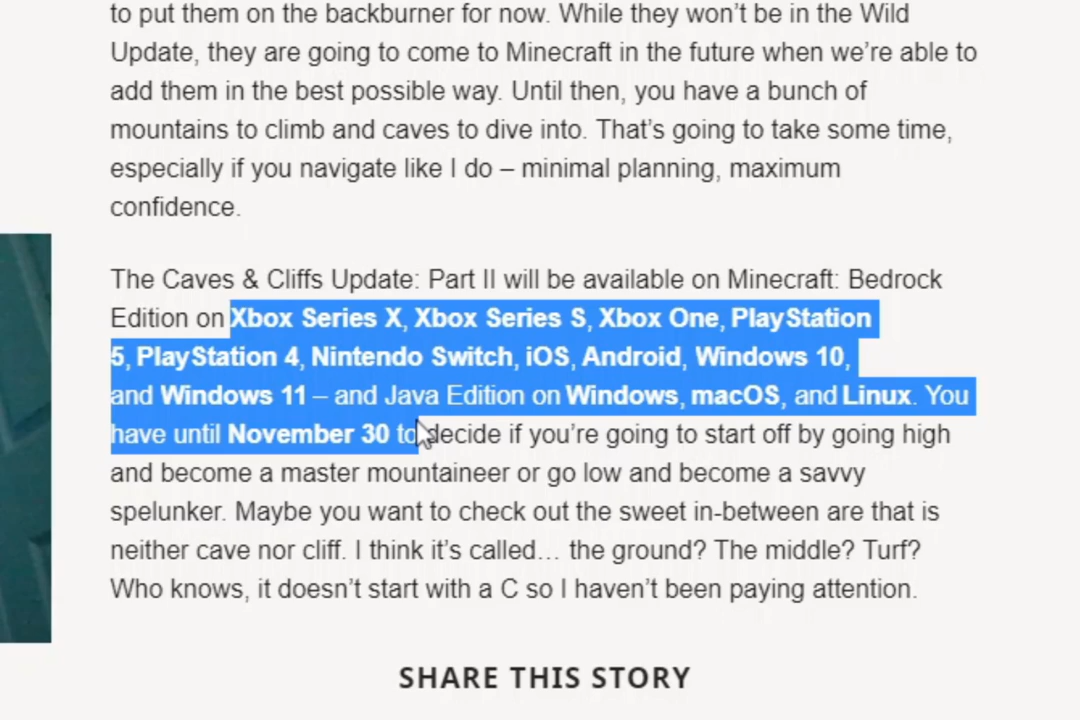 to put them on the backburner for now. While they won’t be in the Wild
Update, they are going to come to Minecraft in the future when we’re able to
add them in the best possible way. Until then, you have a bunch of
mountains to climb and caves to dive into. That’s going to take some time,
especially if you navigate like I do – minimal planning, maximum
confidence.
The Caves & Cliffs Update: Part II will be available on Minecraft: Bedrock
Edition on Xbox Series X, Xbox Series S, Xbox One, PlayStation
5, PlayStation 4, Nintendo Switch, iOS, Android, Windows 10,
and Windows 11 – and Java Edition on Windows, macOS, and Linux. You
have until November 30 to decide if you’re going to start off by going high
and become a master mountaineer or go low and become a savvy
spelunker. Maybe you want to check out the sweet in-between are that is
neither cave nor cliff. I think it’s called… the ground? The middle? Turf?
Who knows, it doesn’t start with a C so I haven’t been paying attention.
SHARE THIS STORY